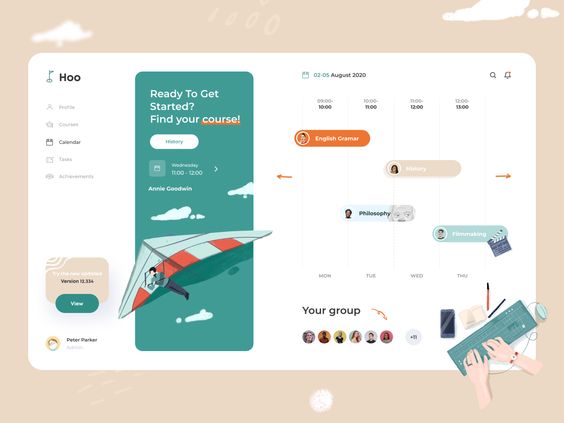 Hoo
Profile
Courses
Calendar
Tasks
Achievements
Try the new updated
Version 12,334
View
Peter Parker
Admin
Ready To Get
Started?
Find your course!
History
Wednesday
11:00 - 12:00
Annie Goodwin
02-05 August 2020
09:00-
10:00
10:00-
11:00
11:00-
12:00
12:00-
13:00
English Gramar
History
Philosophy
Filmmaking
MON
TUE
WED
THU
Your group
+11